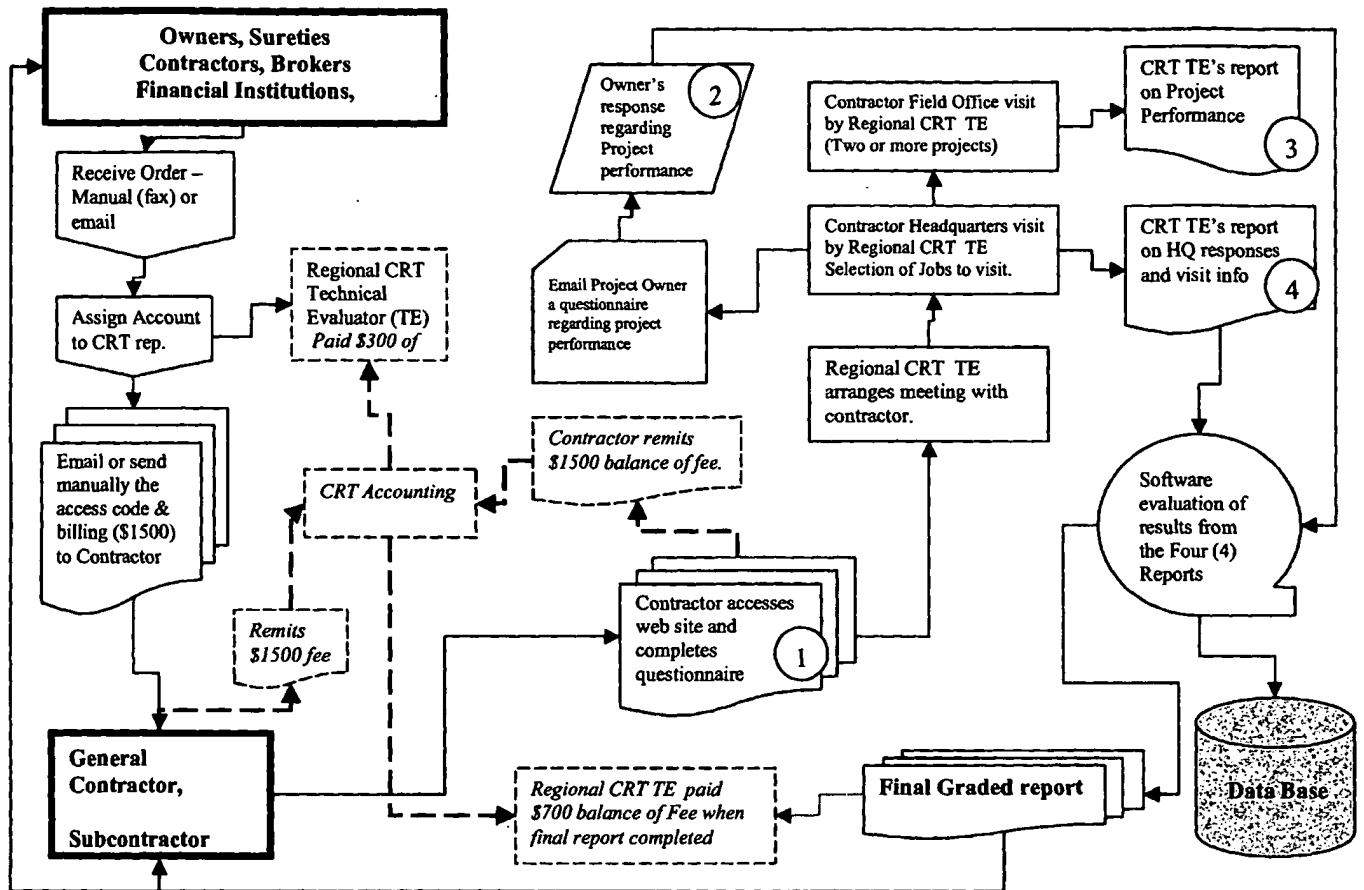 Owners, Sureties
Contractors, Brokers
Financial Institutions,
Receive Order –
Manual (fax) or
email
Assign Account
to CRT rep.
Email or send
manually the
access code &
billing ($1500)
to Contractor
Remits
$1500 fee
General
Contractor,
Subcontractor
Regional CRT
Technical
Evaluator (TE)
Paid $300 of
CRT Accounting
Contractor remits
$1500 balance of fee.
Contractor accesses
web site and
completes
questionnaire
1
Regional CRT TE
arranges meeting with
contractor.
Contractor Headquarters visit
by Regional CRT TE
Selection of Jobs to visit.
Email Project Owner
a questionnaire
regarding project
performance
Owner's
response
regarding
Project
performance
2
Contractor Field Office visit
by Regional CRT TE
(Two or more projects)
CRT TE's report
on Project
Performance
3
CRT TE's report
on HQ responses
and visit info
4
Software
evaluation of
results from
the Four (4)
Reports
Data Base
Final Graded report
Regional CRT TE paid
$700 balance of Fee when
final report completed